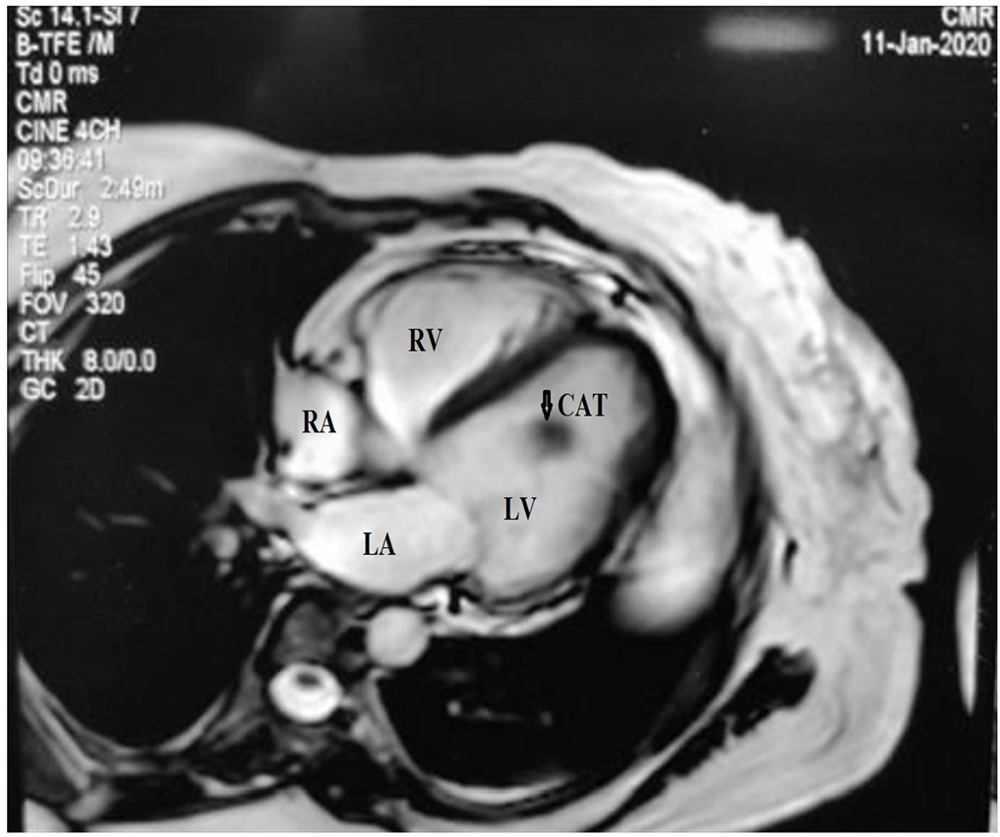 Sc 14.1-SI 7
B-TFE /M
Td 0 ms
CMR
CINE 4CH
09:36:41
ScDur 2:49m
TR 2.9
TE 1.43
Flip 45
FOV 320
CT
THK 8.0/0.0
GC 2D
CMR
11-Jan-2020
RV
CAT
RA
LV
LA